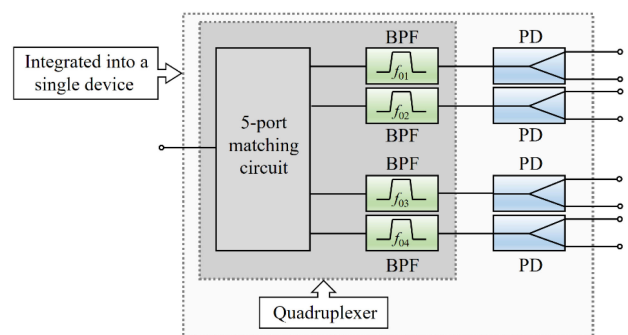 BPF
PD
Integrated into a
single device
f01
f02
BPF
PD
5-port
matching
circuit
BPF
PD
f03
f04
BPF
PD
Quadruplexer